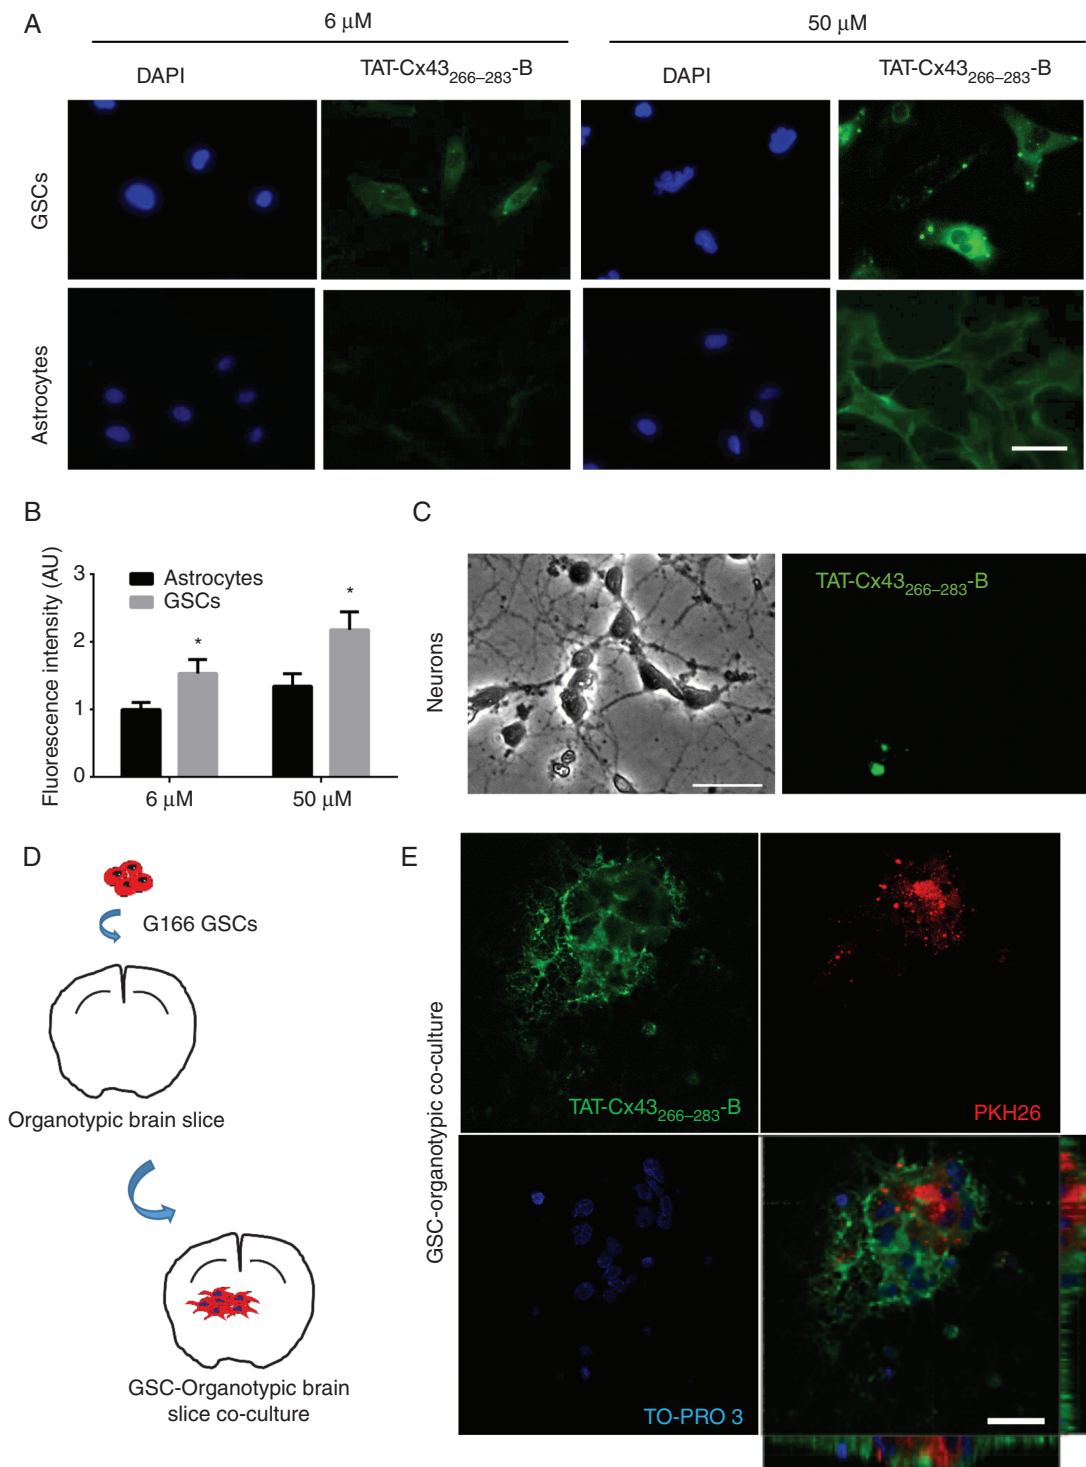 A
6 μM
50 μM
DAPI
TAT-Cx43₂₆₆₋₂₈₃-B
DAPI
TAT-Cx43₂₆₆₋₂₈₃-B
GSCs
Astrocytes
B
Fluorescence intensity (AU)
3
2
1
0
Astrocytes
GSCs
*
*
6 μM
50 μM
C
Neurons
TAT-Cx43₂₆₆₋₂₈₃-B
D
G166 GSCs
Organotypic brain slice
GSC-Organotypic brain
slice co-culture
E
GSC-organotypic co-culture
TAT-Cx43₂₆₆₋₂₈₃-B
PKH26
TO-PRO 3